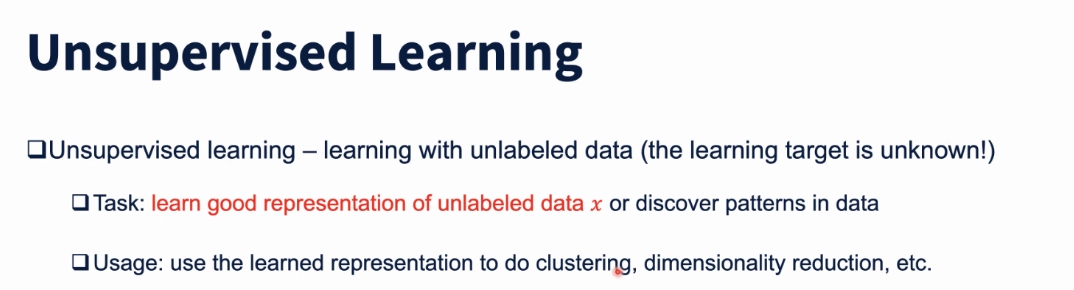 Unsupervised Learning
❑Unsupervised learning – learning with unlabeled data (the learning target is unknown!)
❑Task: learn good representation of unlabeled data 𝑥 or discover patterns in data
❑Usage: use the learned representation to do clustering, dimensionality reduction, etc.